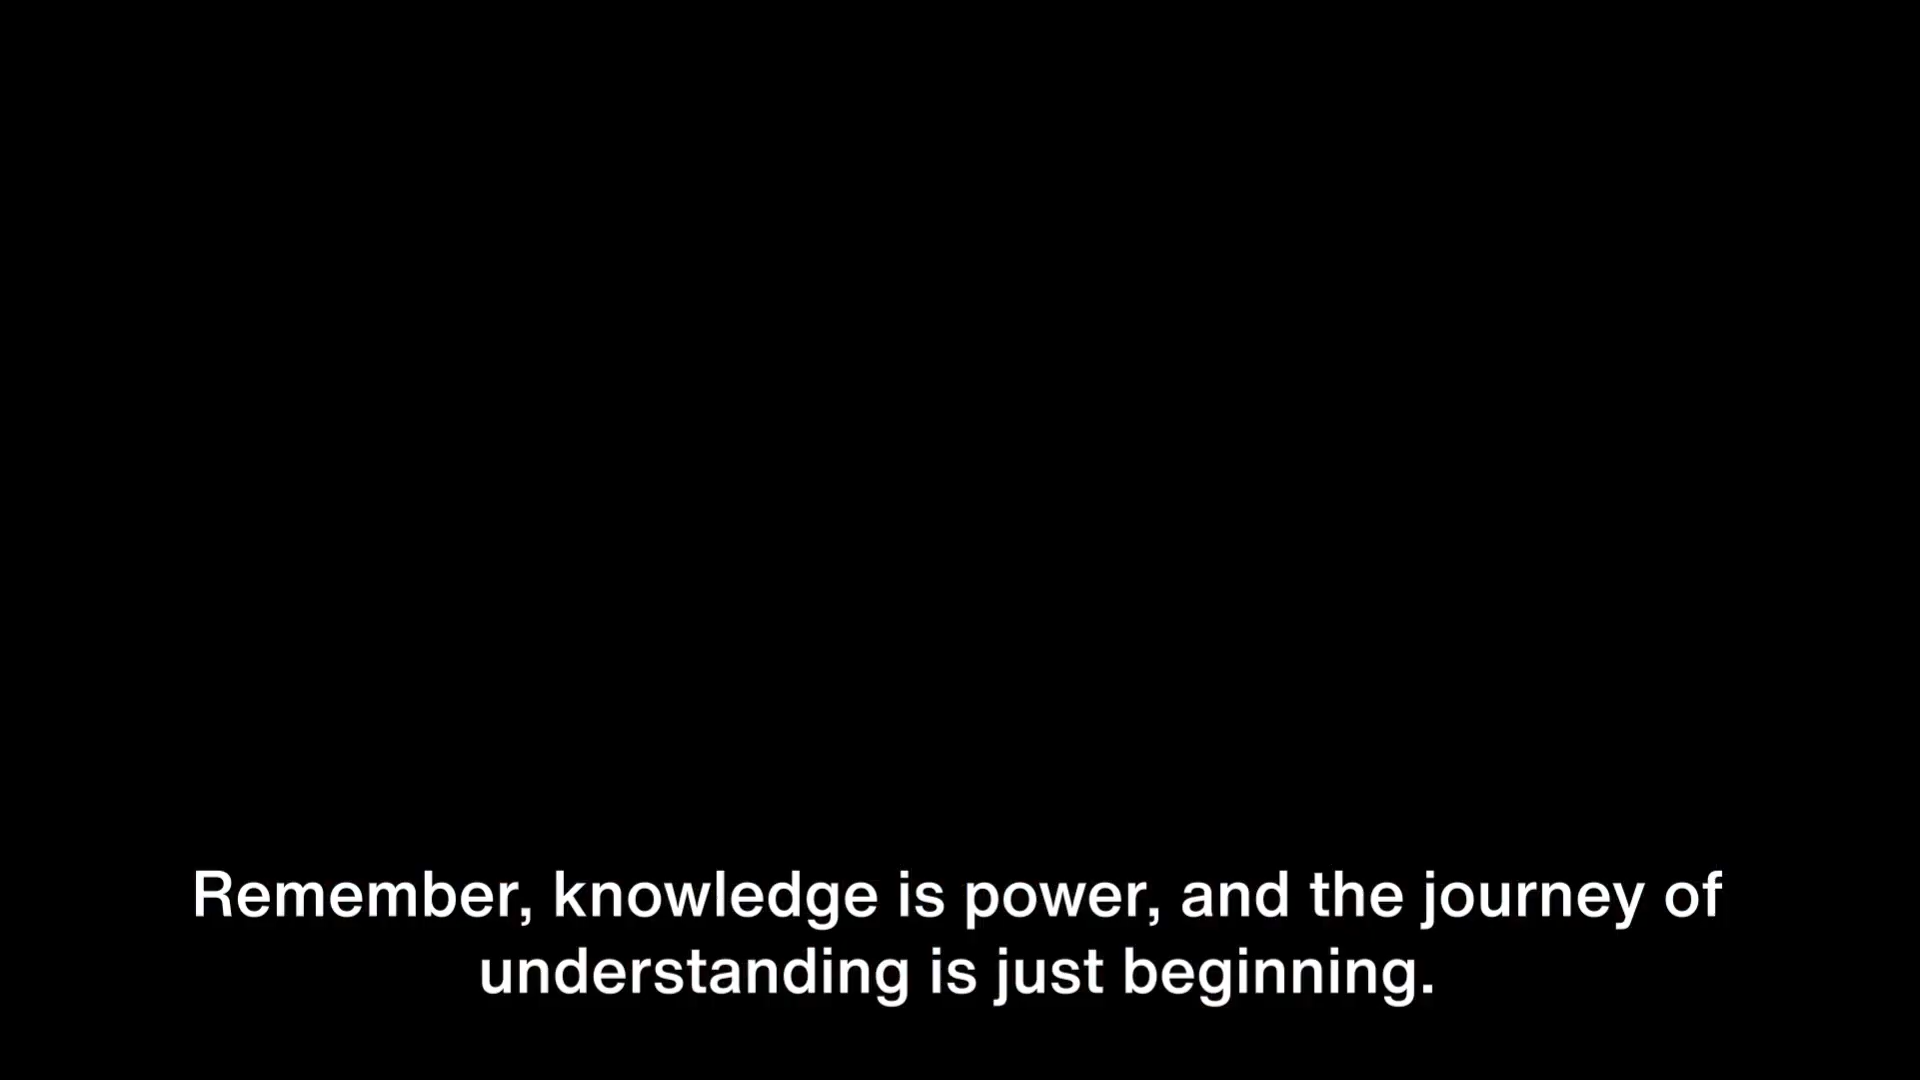 Remember, knowledge is power, and the journey of
understanding is just beginning.